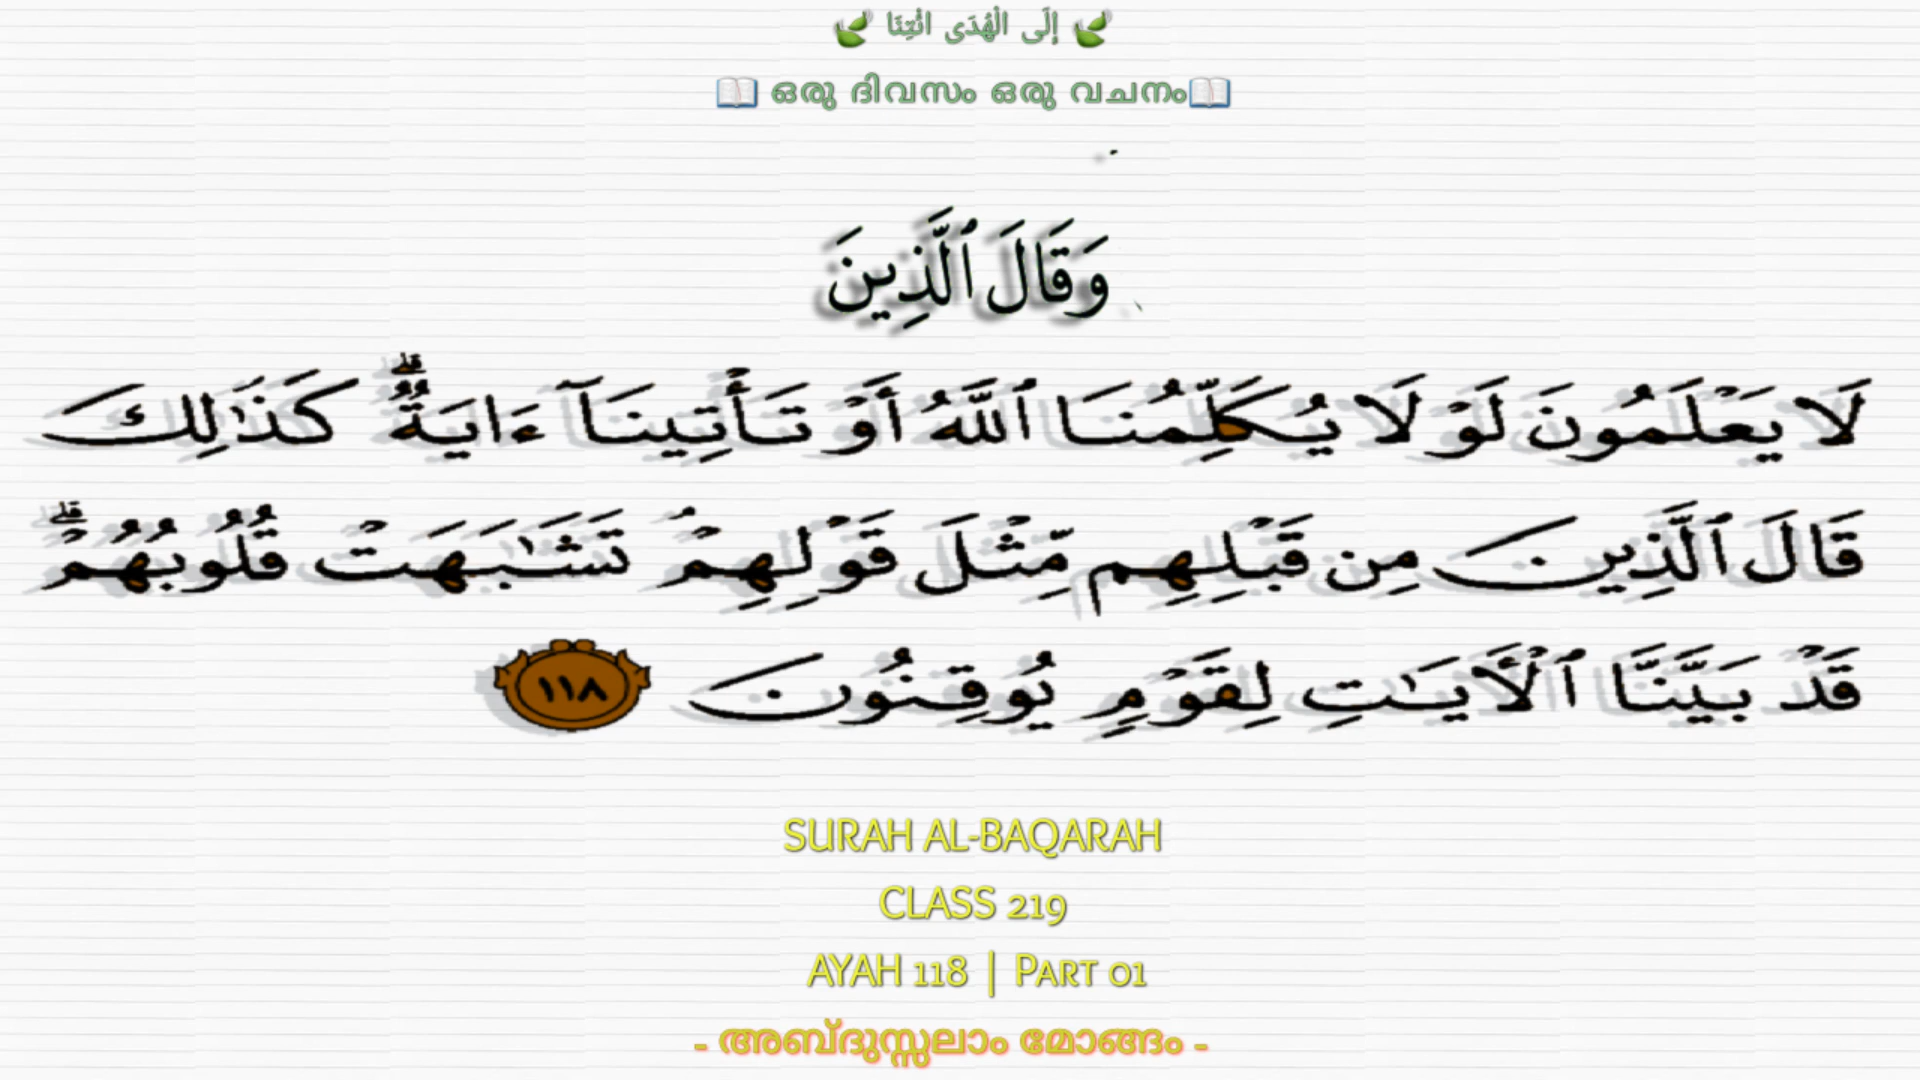 🍃 إلَى الْهُدَى ائْتِنَا 🍃
📖 ഒരു ദിവസം ഒരു വചനം📖
وَقَالَ ٱلَّذِينَ
لَا يَعْلَمُونَ لَوْلَا يُكَلِّمُنَا ٱللَّهُ أَوْ تَأْتِينَآ ءَايَةٌ ۗ كَذَٰلِكَ
قَالَ ٱلَّذِينَ مِن قَبْلِهِم مِّثْلَ قَوْلِهِمْ ۘ تَشَٰبَهَتْ قُلُوبُهُمْ ۗ
قَدْ بَيَّنَّا ٱلْأَيَٰتِ لِقَوْمٍ يُوقِنُونَ ١١٨
SURAH AL-BAQARAH
CLASS 219
AYAH 118 | PART 01
- അബ്ദുസ്സലാം മോങ്ങം -